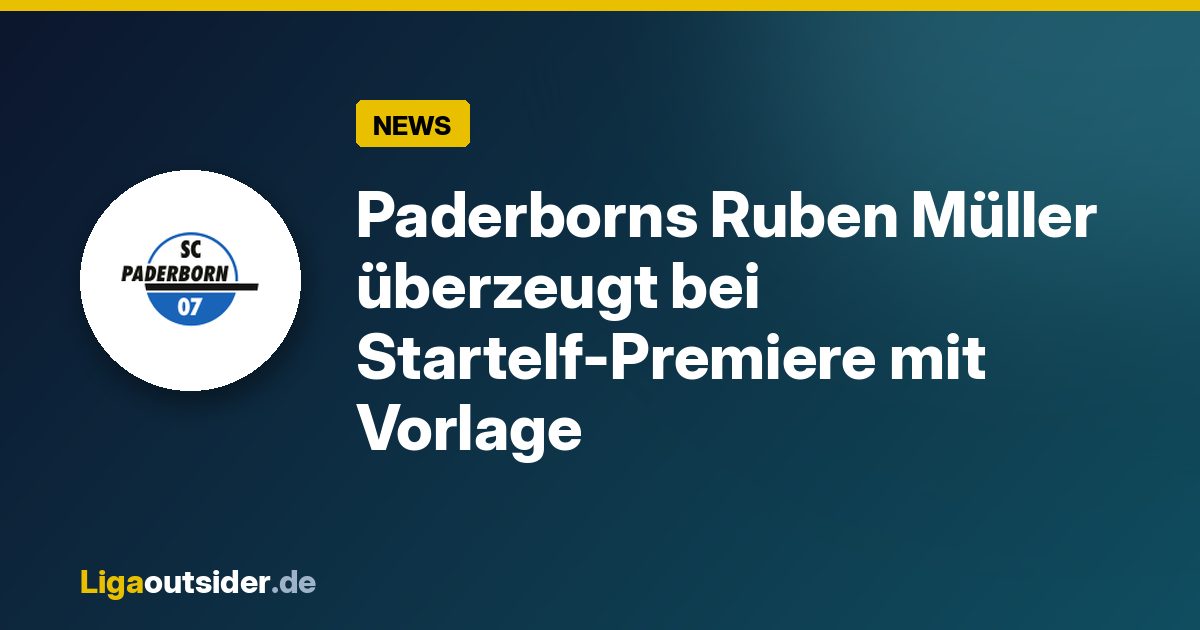 NEWS
SC
PADERBORN
07
Paderborns Ruben Müller
überzeugt bei
Startelf-Premiere mit
Vorlage
Ligaoutsider.de